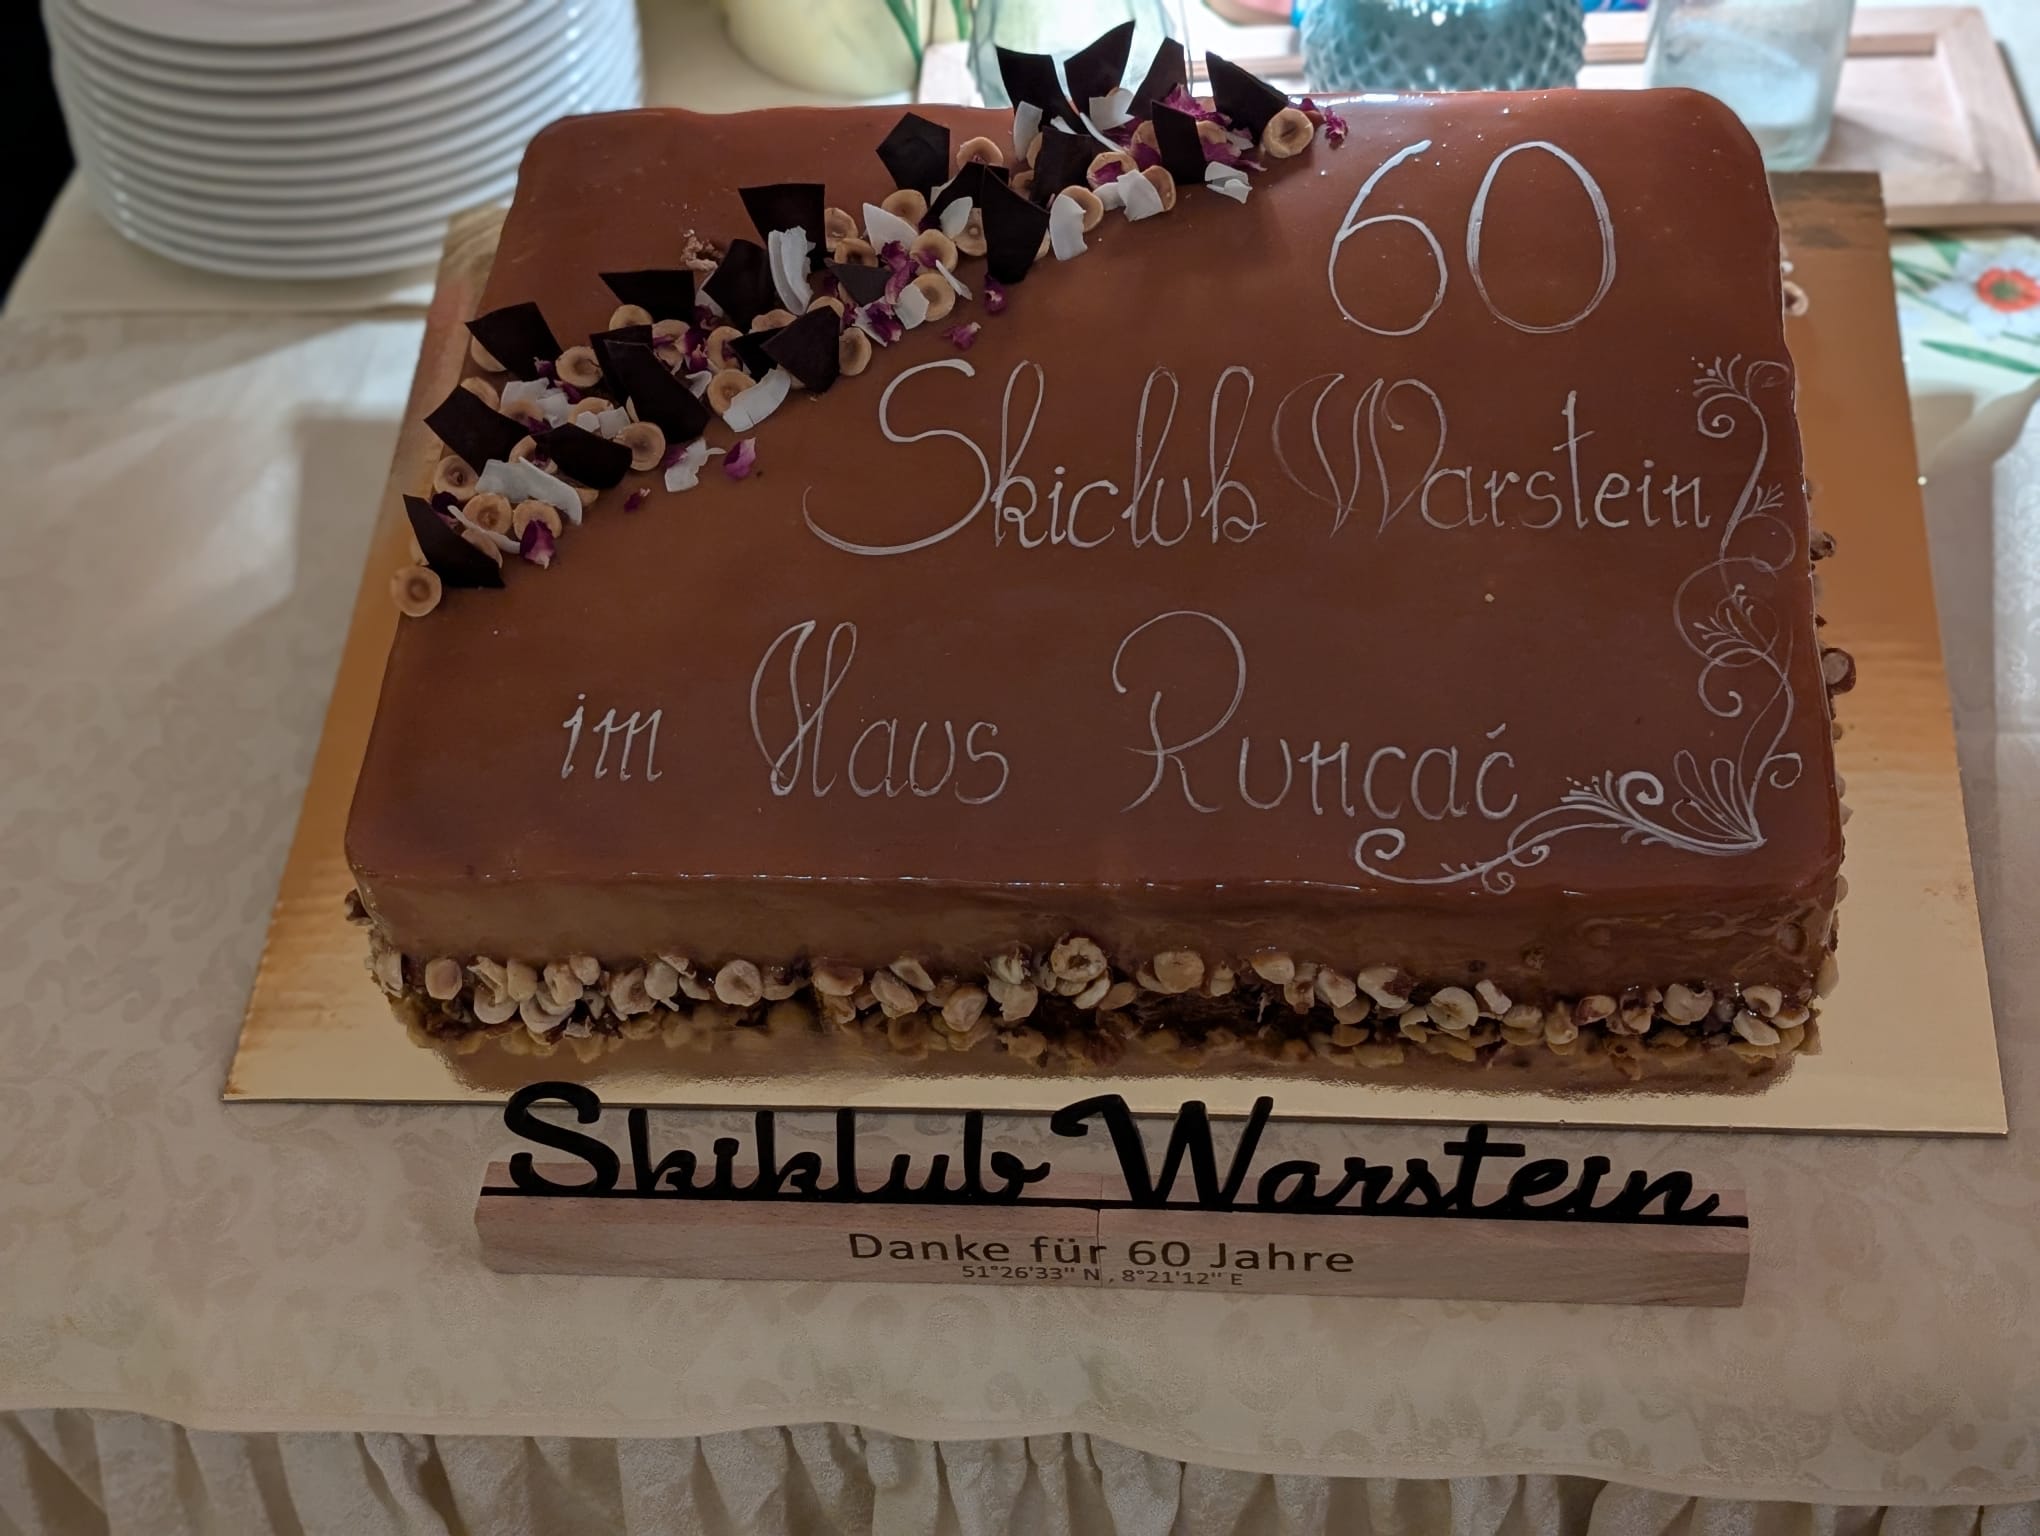 60
Skiclub Warstein
im Haus Runcać
Skiklub Warstein
Danke für 60 Jahre
51°26'33'' N , 8°21'12'' E